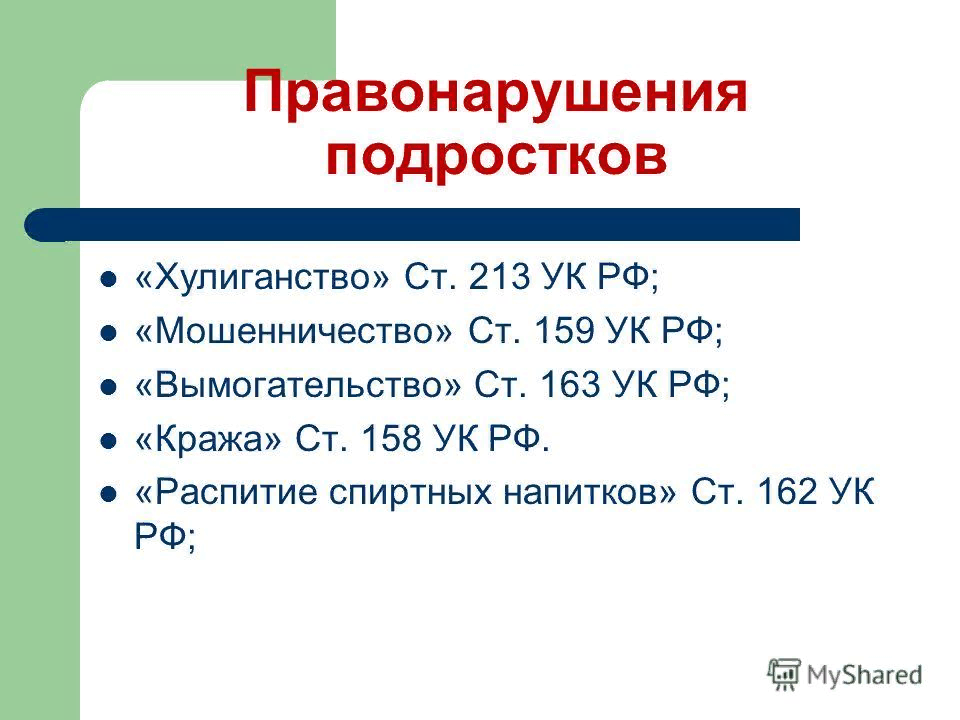 Правонарушения
подростков
«Хулиганство» Ст. 213 УК РФ;
«Мошенничество» Ст. 159 УК РФ;
«Вымогательство» Ст. 163 УК РФ;
«Кража» Ст. 158 УК РФ.
«Распитие спиртных напитков» Ст. 162 УК
РФ;
MyShared